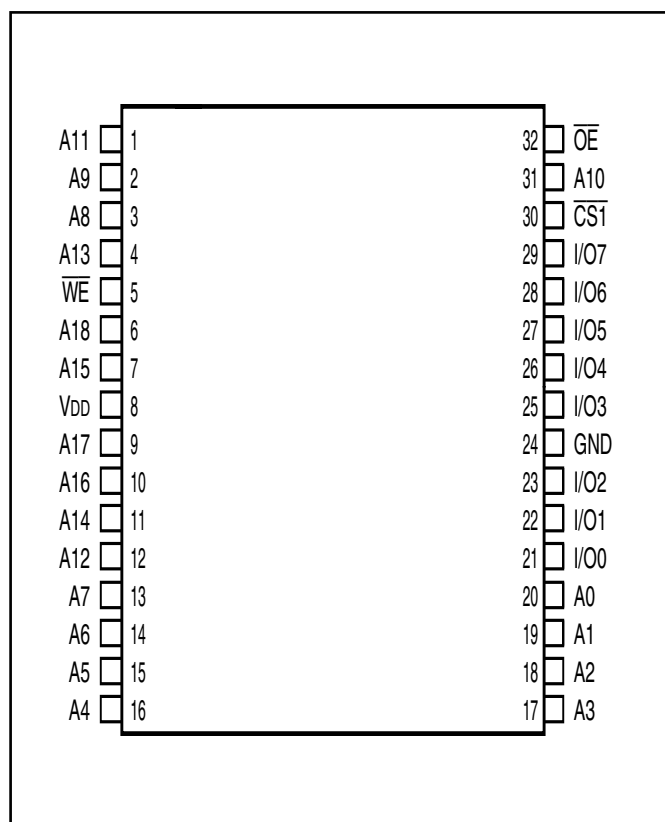 A11 1 32 O̅E̅
A9 2 31 A10
A8 3 30 C̅S̅1̅
A13 4 29 I/O7
W̅E̅ 5 28 I/O6
A18 6 27 I/O5
A15 7 26 I/O4
VDD 8 25 I/O3
A17 9 24 GND
A16 10 23 I/O2
A14 11 22 I/O1
A12 12 21 I/O0
A7 13 20 A0
A6 14 19 A1
A5 15 18 A2
A4 16 17 A3